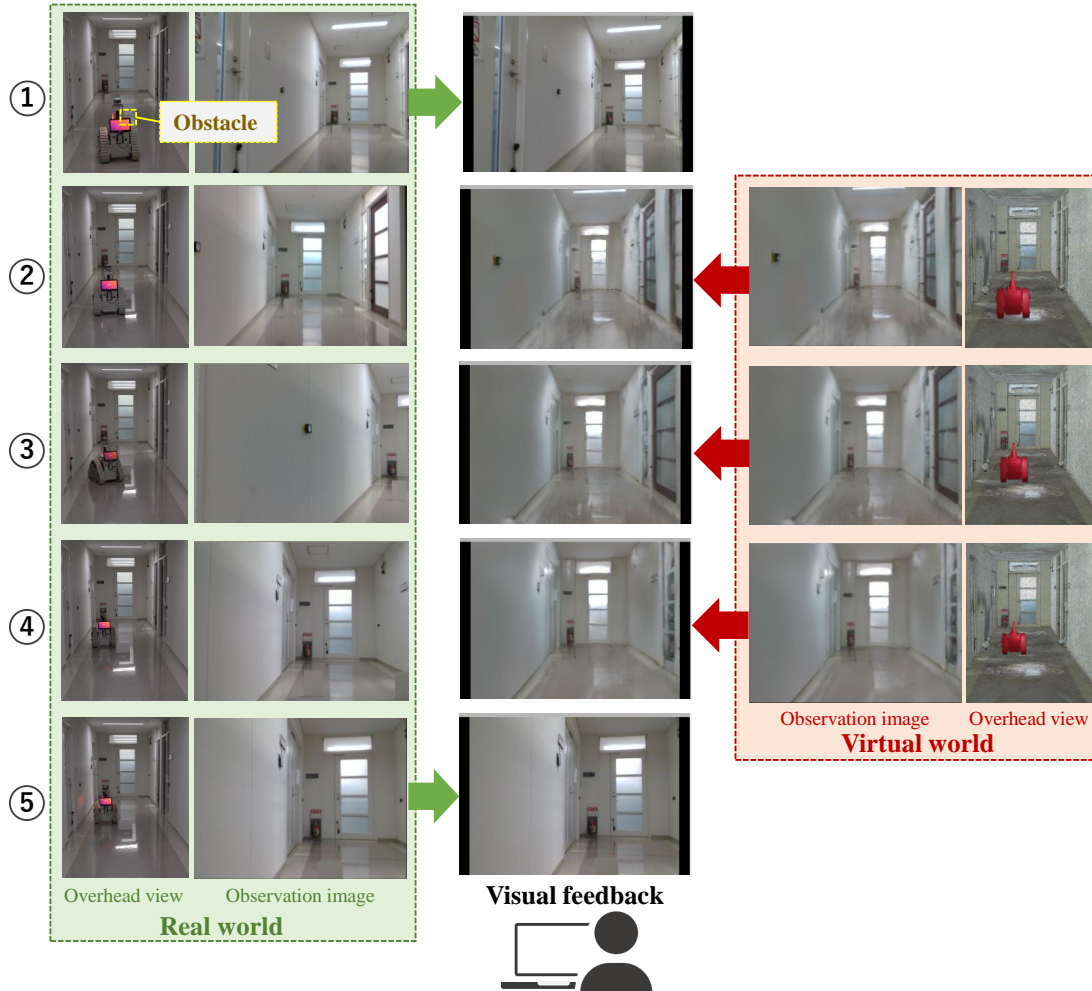 ①
Obstacle
②
③
④
⑤
Overhead view
Observation image
Real world
Visual feedback
Observation image
Overhead view
Virtual world